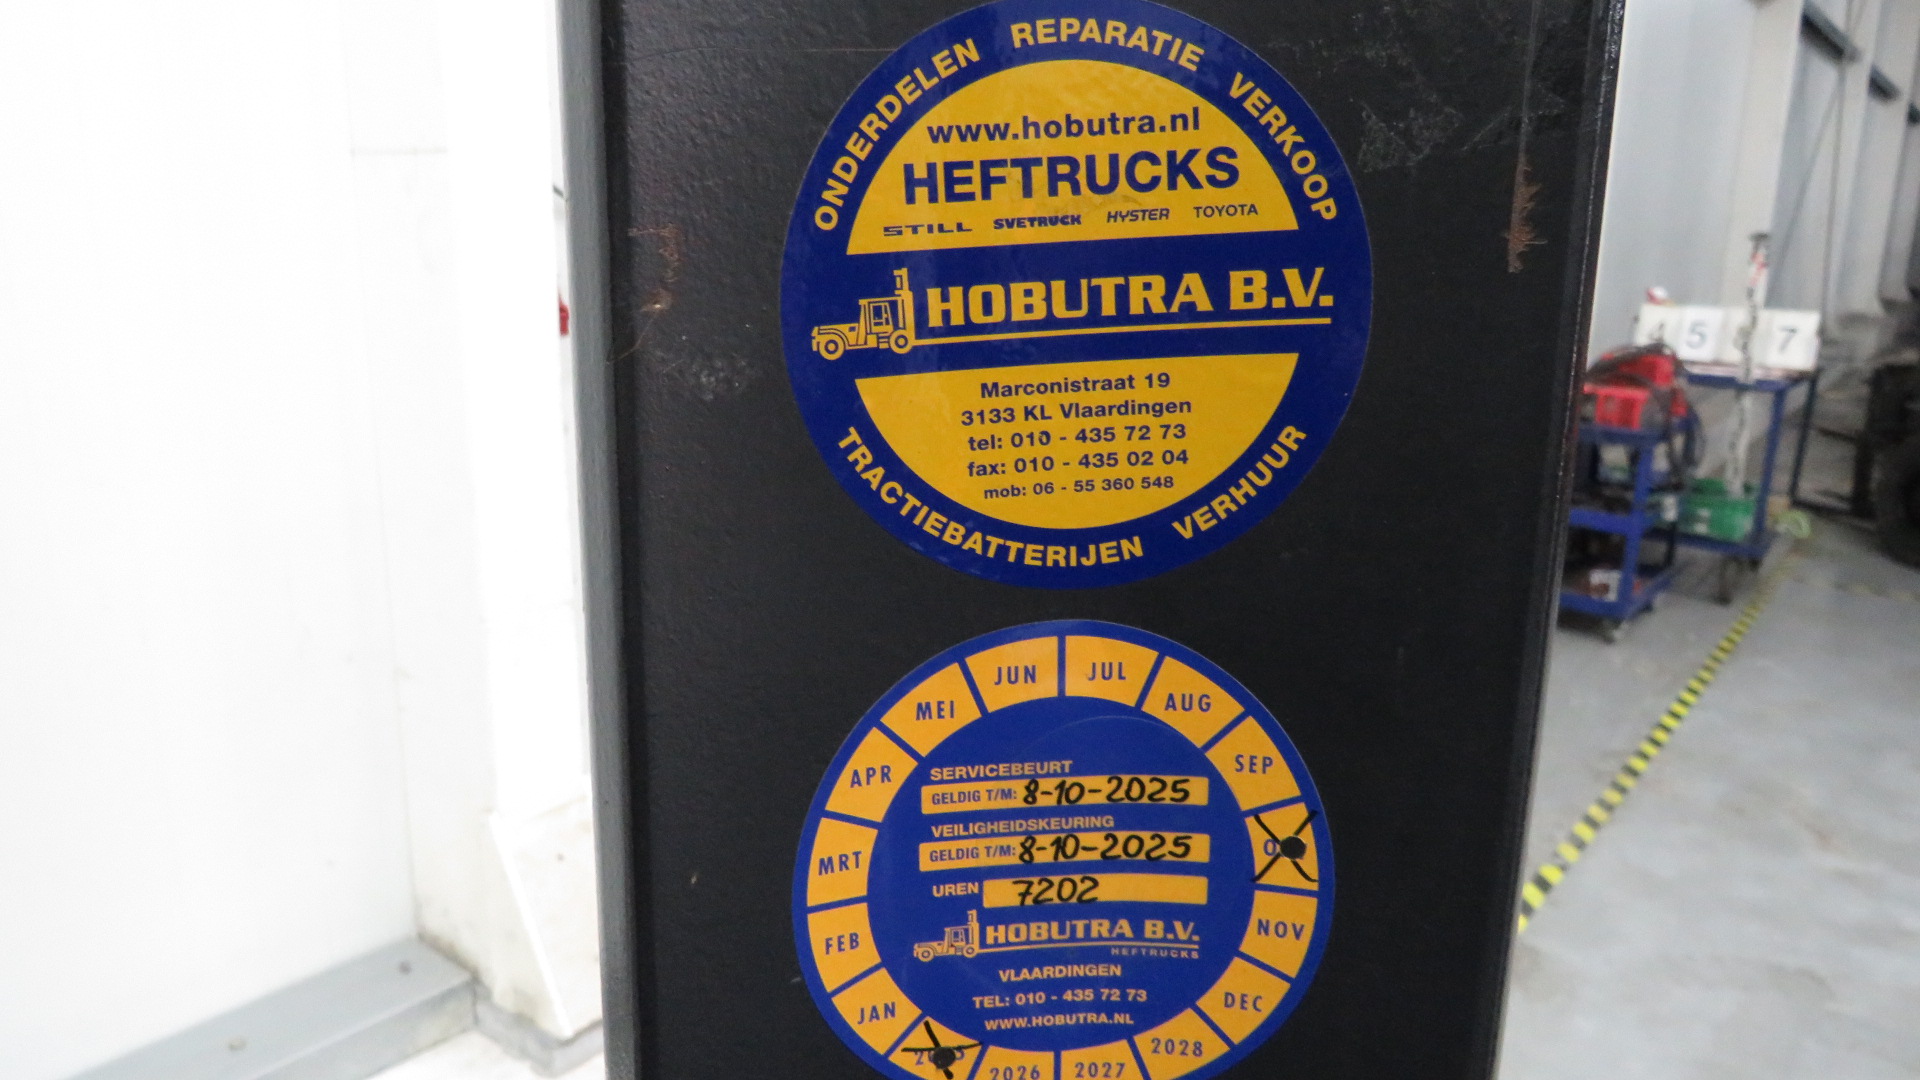 ONDERDELEN REPARATIE VERKOOP
www.hobutra.nl
HEFTRUCKS
STILL SVETRUCK HYSTER TOYOTA
HOBUTRA B.V.
Marconistraat 19
3133 KL Vlaardingen
tel: 010 - 435 72 73
fax: 010 - 435 02 04
mob: 06 - 55 360 548
TRACTIEBATTERIJEN VERHUUR
JAN
FEB
MRT
APR
MEI
JUN
JUL
AUG
SEP
NOV
DEC
2026
2027
2028
SERVICEBEURT
GELDIG T/M: 8-10-2025
VEILIGHEIDSKEURING
GELDIG T/M: 8-10-2025
UREN 7202
HOBUTRA B.V.
HEFTRUCKS
VLAARDINGEN
TEL: 010 - 435 72 73
WWW.HOBUTRA.NL
5
7